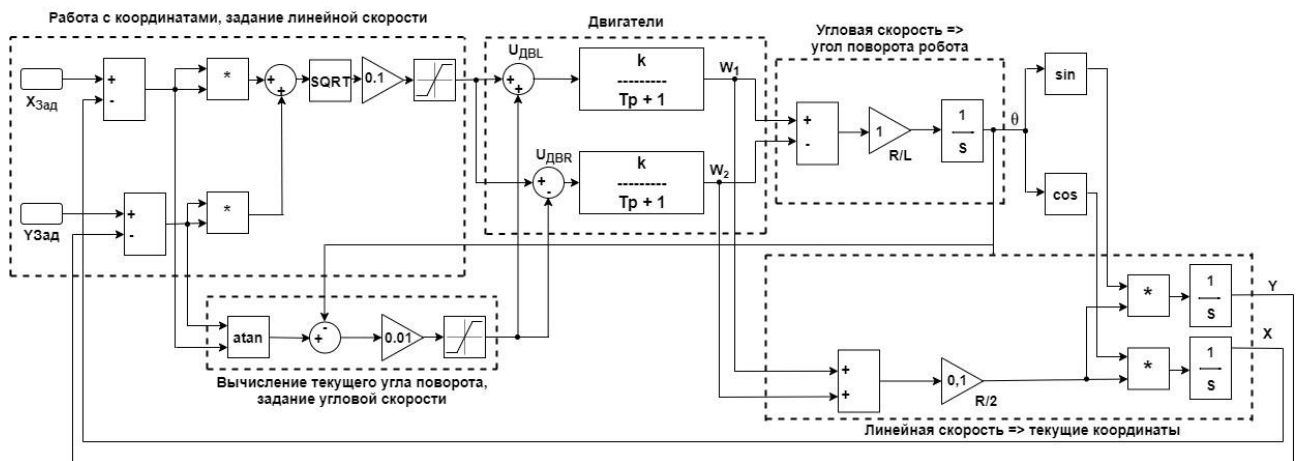 Работа с координатами, задание линейной скорости
Двигатели
Угловая скорость =>
угол поворота робота
XЗад
+
-
*
+
+
SQRT
0.1
UДВL
+
+
k
---------
Tp + 1
W1
+
-
1
R/L
1
s
θ
sin
YЗад
+
-
*
UДВR
+
-
k
---------
Tp + 1
W2
cos
atan
-
+
0.01
Вычисление текущего угла поворота,
задание угловой скорости
+
+
0,1
R/2
*
1
s
Y
*
1
s
X
Линейная скорость => текущие координаты